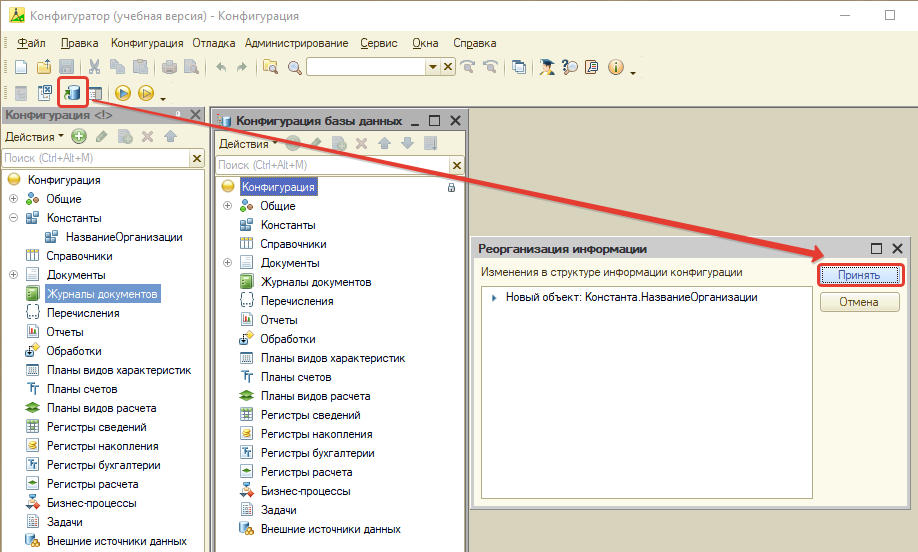 Конфигуратор (учебная версия) - Конфигурация
Файл Правка Конфигурация Отладка Администрирование Сервис Окна Справка
Конфигурация <!>
Действия
Поиск (Ctrl+Alt+M)
Конфигурация
Общие
Константы
НазваниеОрганизации
Справочники
Документы
Журналы документов
Перечисления
Отчеты
Обработки
Планы видов характеристик
Планы счетов
Планы видов расчета
Регистры сведений
Регистры накопления
Регистры бухгалтерии
Регистры расчета
Бизнес-процессы
Задачи
Внешние источники данных
Конфигурация базы данных
Действия
Поиск (Ctrl+Alt+M)
Конфигурация
Общие
Константы
Справочники
Документы
Журналы документов
Перечисления
Отчеты
Обработки
Планы видов характеристик
Планы счетов
Планы видов расчета
Регистры сведений
Регистры накопления
Регистры бухгалтерии
Регистры расчета
Бизнес-процессы
Задачи
Внешние источники данных
Реорганизация информации
Изменения в структуре информации конфигурации
Новый объект: Константа.НазваниеОрганизации
Принять
Отмена